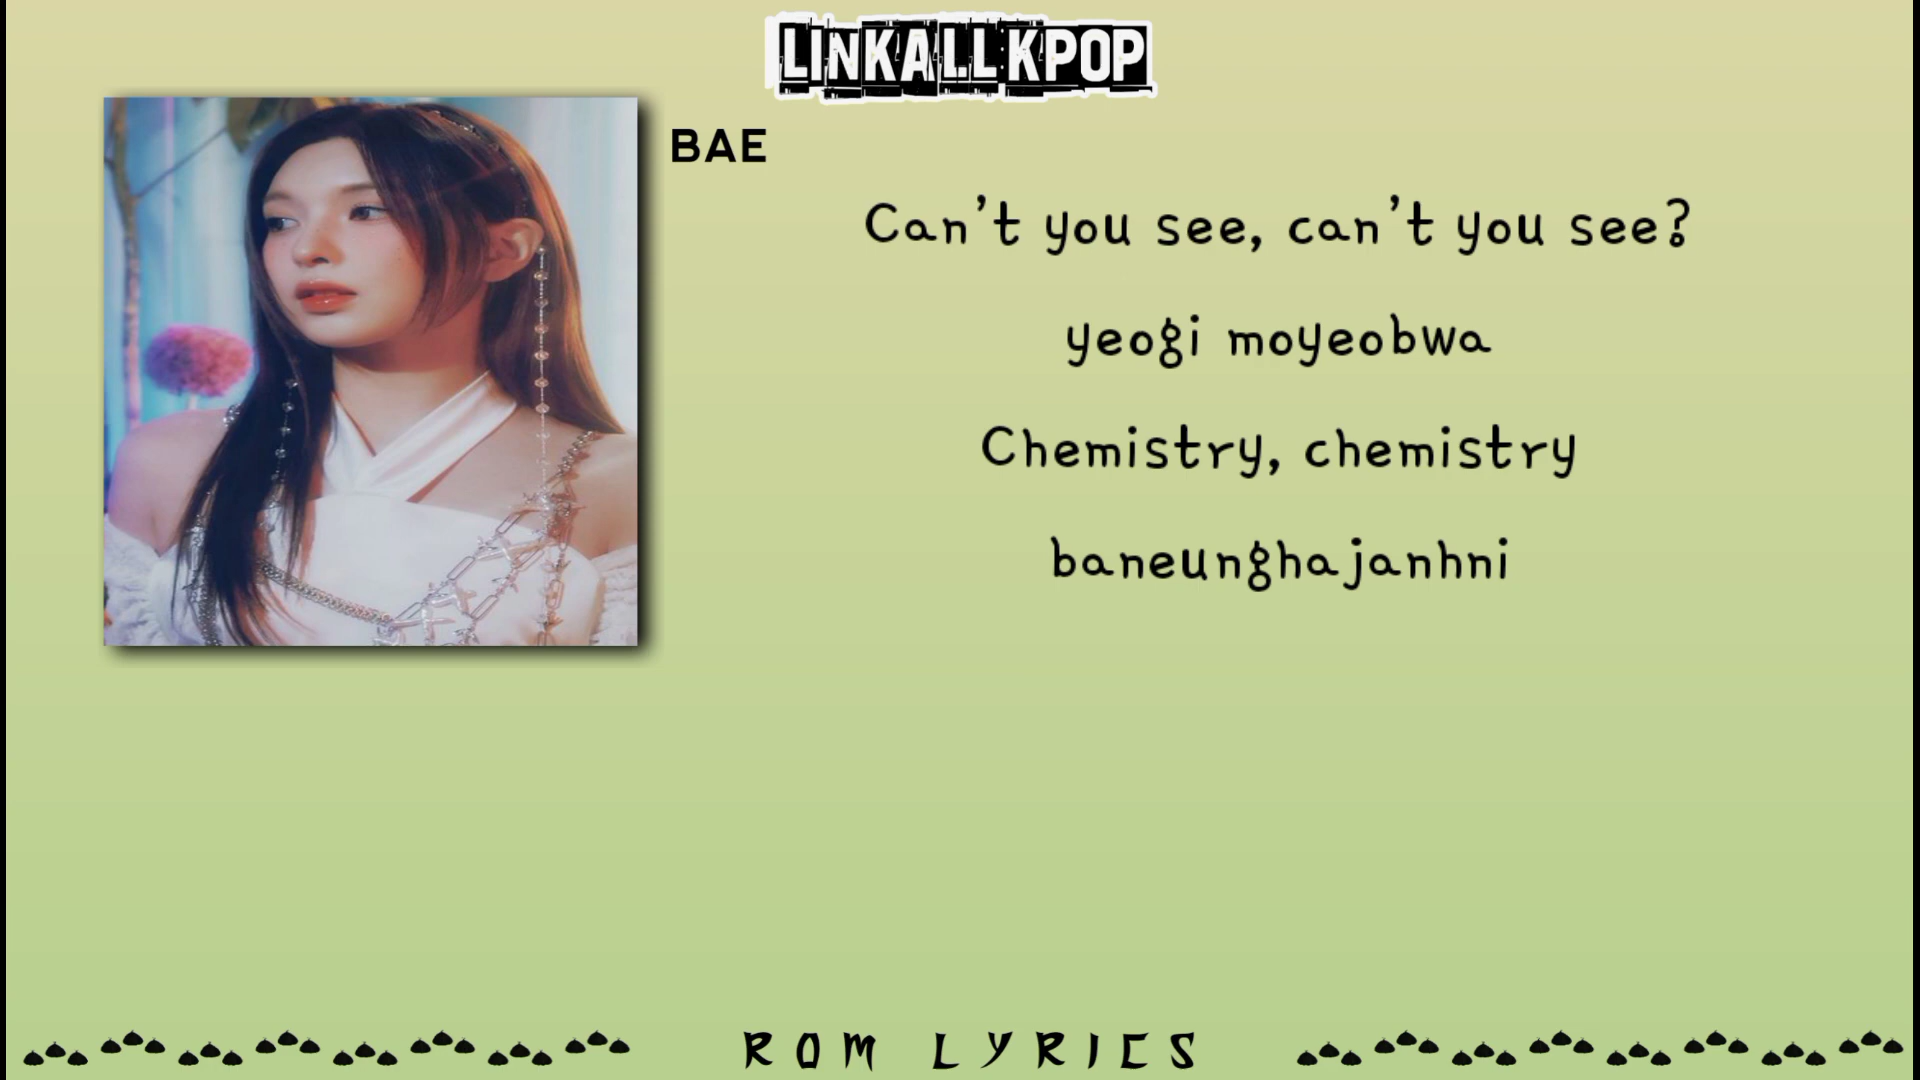 LINKALLKPOP
BAE
Can't you see, can't you see?
yeogi moyeobwa
Chemistry, chemistry
baneunghajanhni
ROM LYRICS